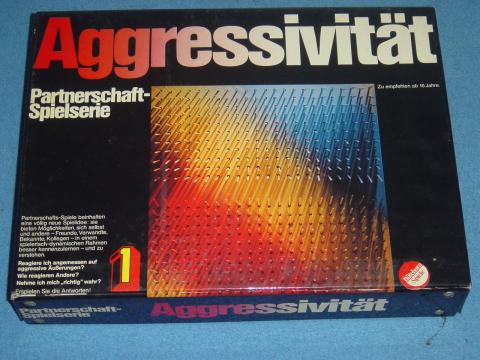 Aggressivität
Partnerschaft-
Spielserie
Zu empfehlen ab 16 Jahre
Partnerschafts-Spiele beinhalten
eine völlig neue Spielidee: sie
bieten Möglichkeiten, sich selbst
und andere – Freunde, Verwandte,
Bekannte, Kollegen – in einem
spielerisch-dynamischen Rahmen
besser kennenzulernen – und zu
verstehen.
Reagiere ich angemessen auf
aggressive Äußerungen?
Wie reagieren Andere?
Nehme ich mich „richtig" wahr?
Erspielen Sie die Antworten!
1
Partnerschaft-
Spielserie
Aggressivität